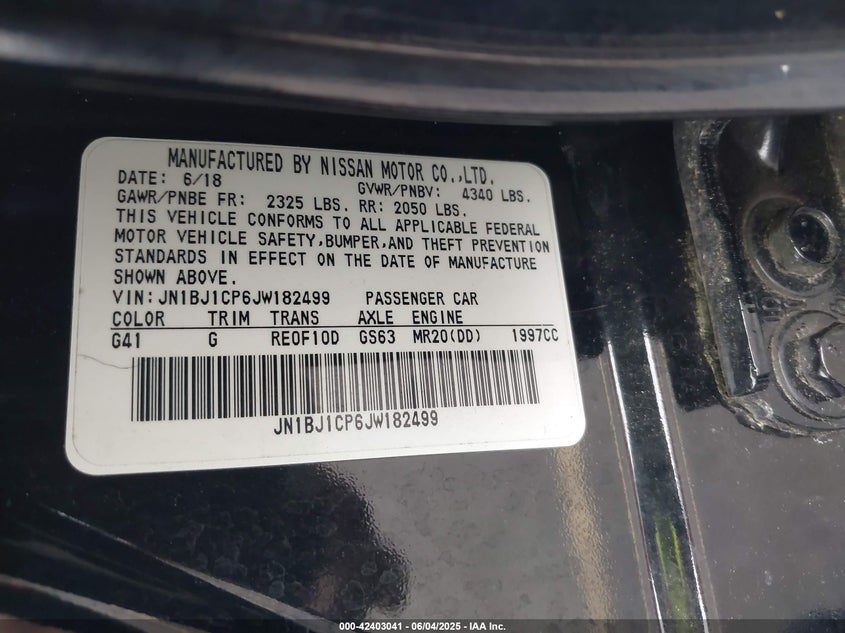 MANUFACTURED BY NISSAN MOTOR CO.,LTD.
DATE: 6/18 GVWR/PNBV: 4340 LBS.
GAWR/PNBE FR: 2325 LBS. RR: 2050 LBS.
THIS VEHICLE CONFORMS TO ALL APPLICABLE FEDERAL
MOTOR VEHICLE SAFETY,BUMPER,AND THEFT PREVENTION
STANDARDS IN EFFECT ON THE DATE OF MANUFACTURE
SHOWN ABOVE.
VIN:JN1BJ1CP6JW182499 PASSENGER CAR
COLOR TRIM TRANS AXLE ENGINE
G41 G RE0F10D GS63 MR20(DD) 1997CC
JN1BJ1CP6JW182499
000-42403041 | 06/04/2025 - IAA Inc.